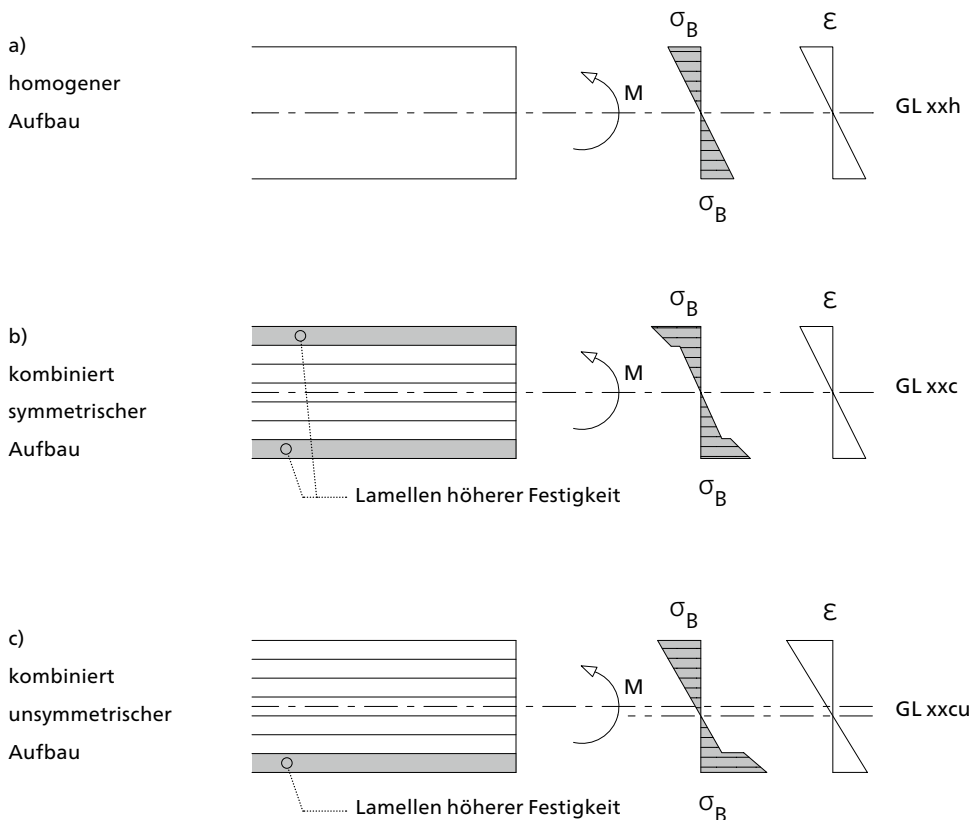 a)
homogener
Aufbau
σB
ε
M
GL xxh
σB
b)
kombiniert
symmetrischer
Aufbau
σB
ε
M
GL xxc
σB
Lamellen höherer Festigkeit
c)
kombiniert
unsymmetrischer
Aufbau
σB
ε
M
GL xxcu
σB
Lamellen höherer Festigkeit